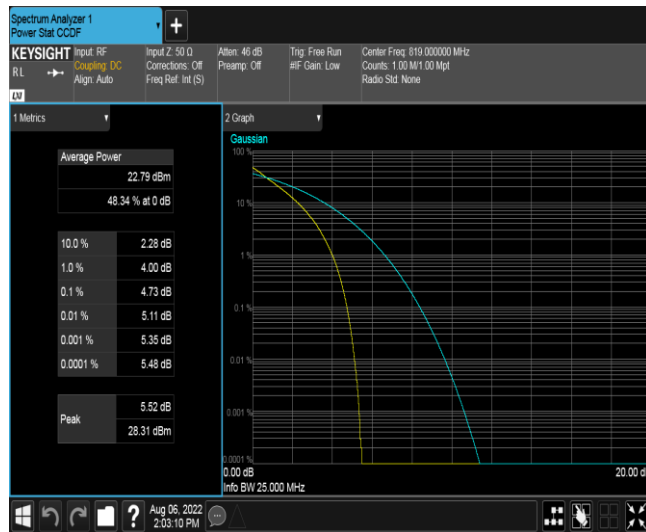 Spectrum Analyzer 1
Power Stat CCDF
+
KEYSIGHT
RL
LXI
Input: RF
Coupling: DC
Align: Auto
Input Z: 50 Ω
Corrections: Off
Freq Ref: Int (S)
Atten: 46 dB
Preamp: Off
Trig: Free Run
#IF Gain: Low
Center Freq: 819.000000 MHz
Counts: 1.00 M/1.00 Mpt
Radio Std: None
1 Metrics
Average Power
22.79 dBm
48.34 % at 0 dB
10.0 % 2.28 dB
1.0 % 4.00 dB
0.1 % 4.73 dB
0.01 % 5.11 dB
0.001 % 5.35 dB
0.0001 % 5.48 dB
Peak
5.52 dB
28.31 dBm
2 Graph
Gaussian
100 %
10 %
1 %
0.1 %
0.01 %
0.001 %
0.0001 %
0.00 dB
20.00 d
Info BW 25.000 MHz
?
Aug 06, 2022
2:03:10 PM